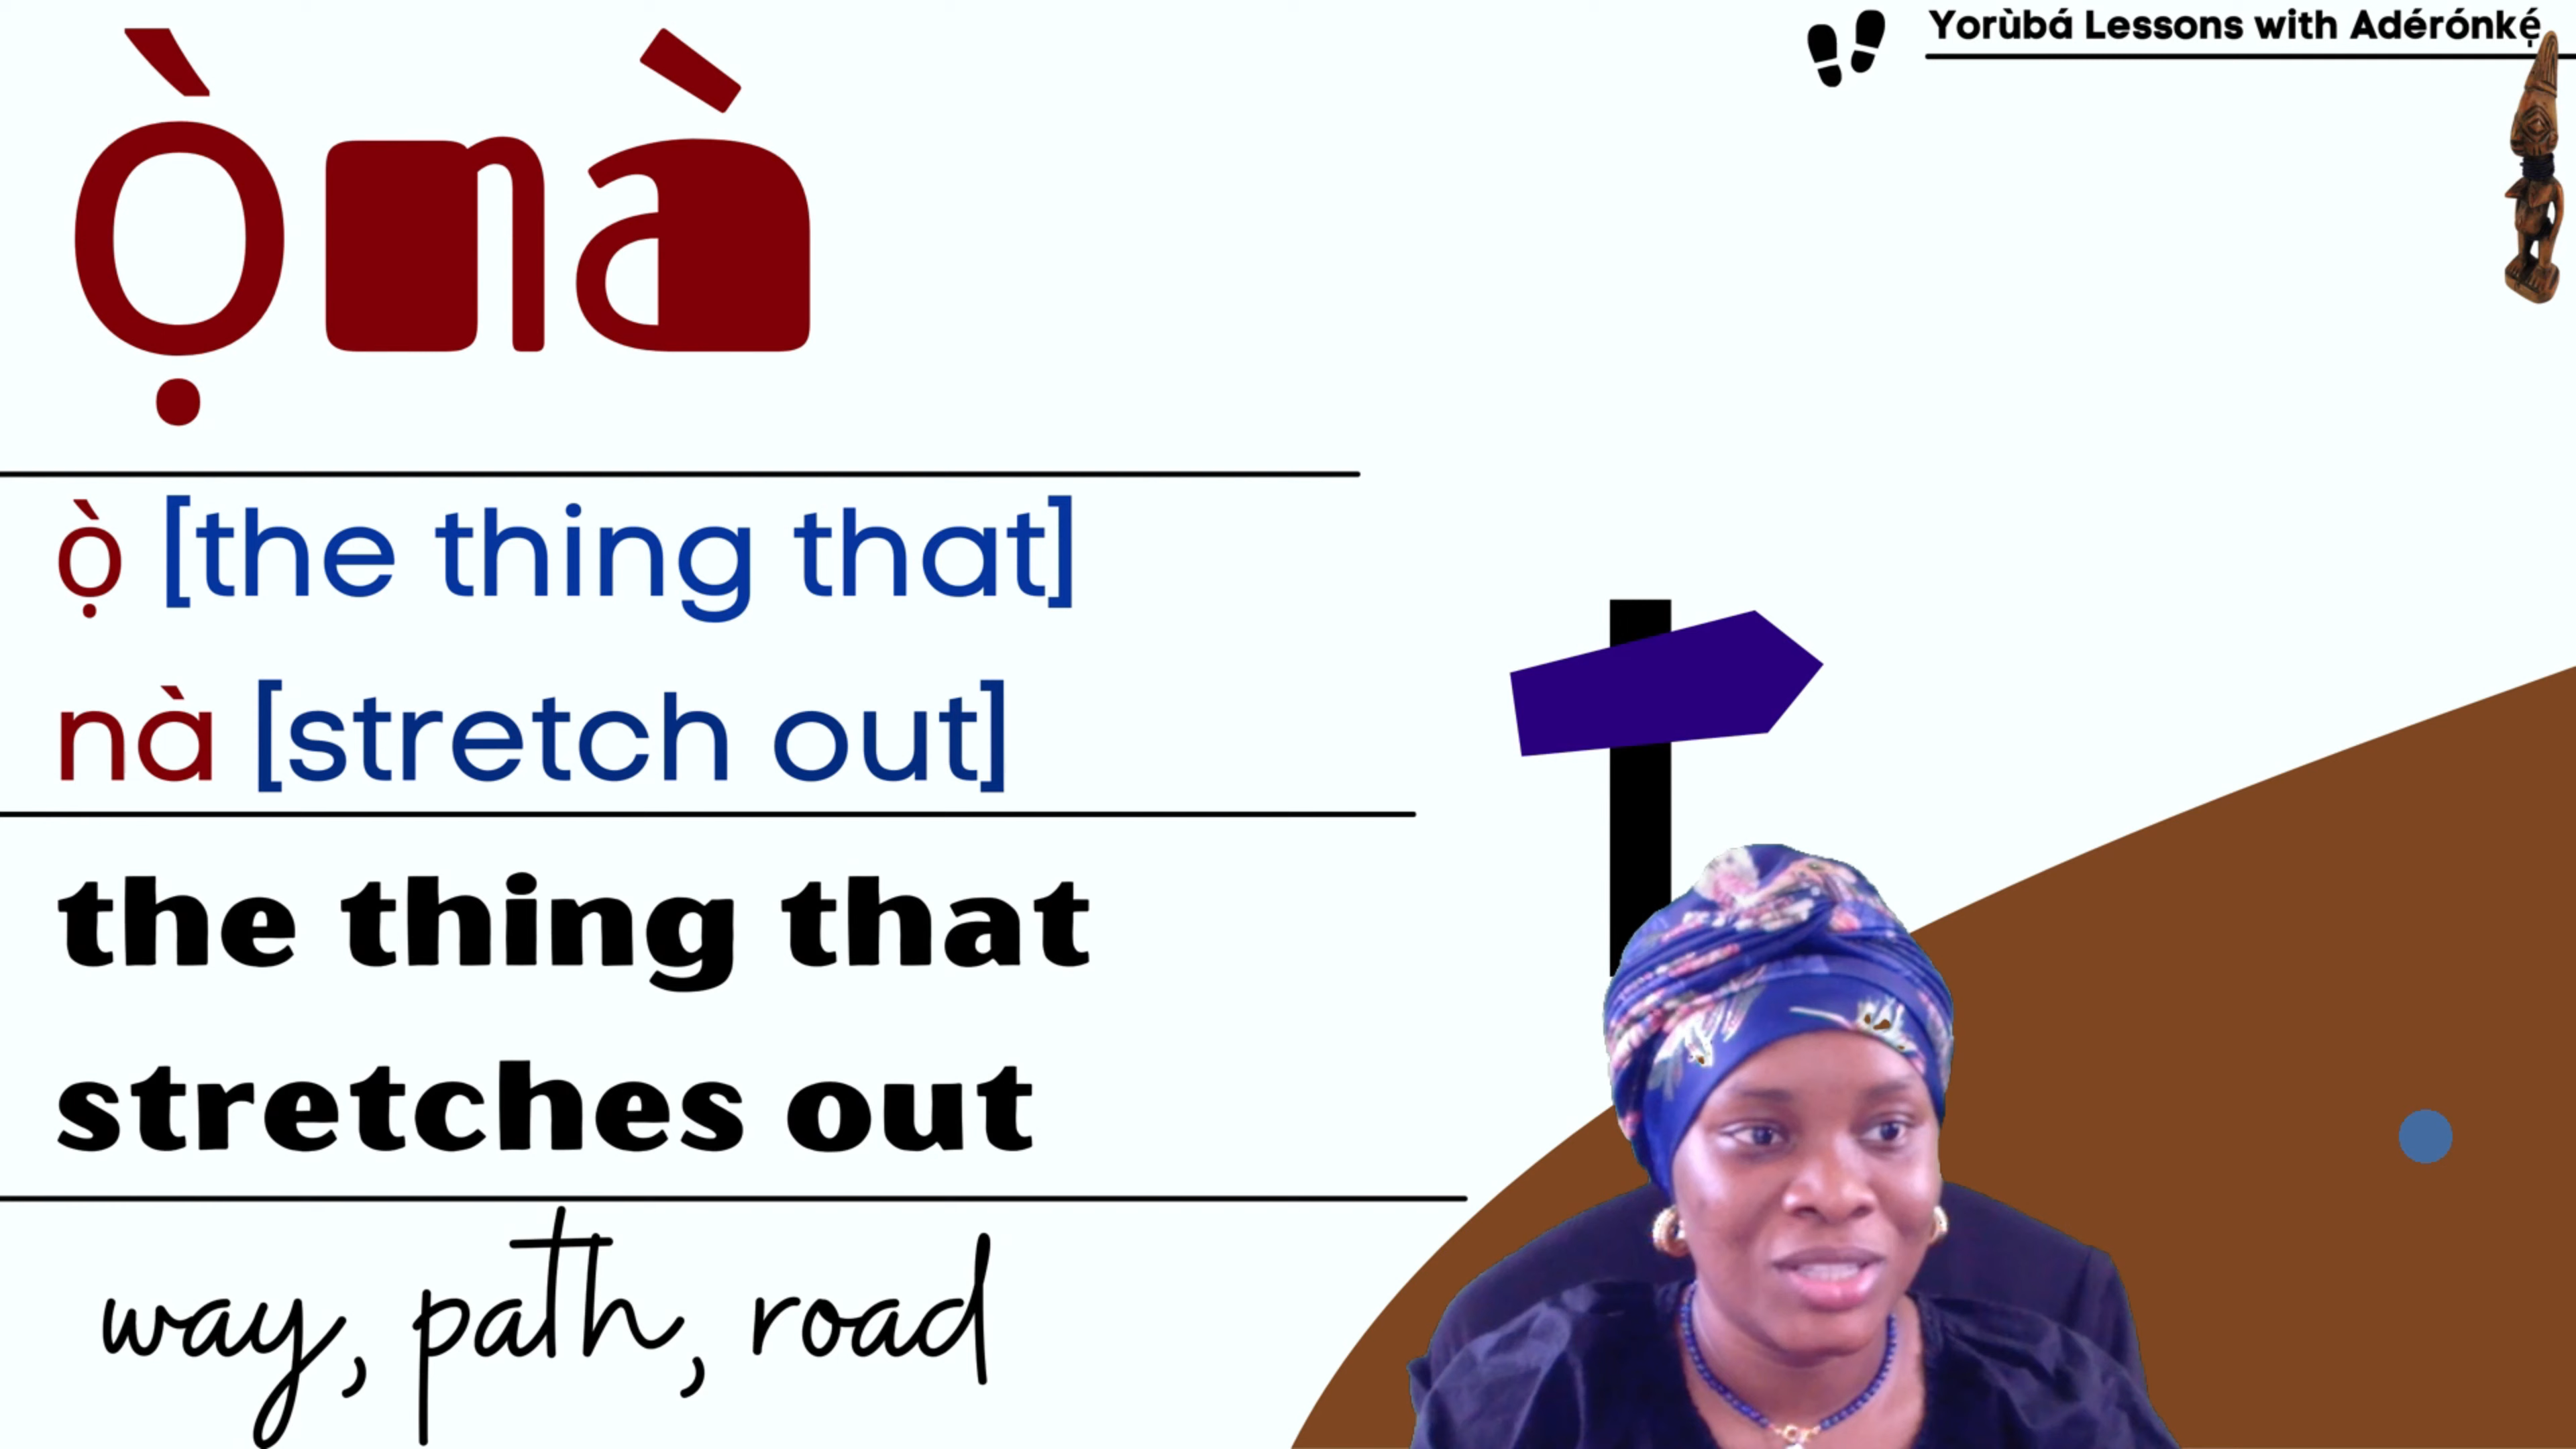 Yorùbá Lessons with Adérónkẹ́
Ọ̀nà
ọ̀ [the thing that]
nà [stretch out]
the thing that
stretches out
way, path, road